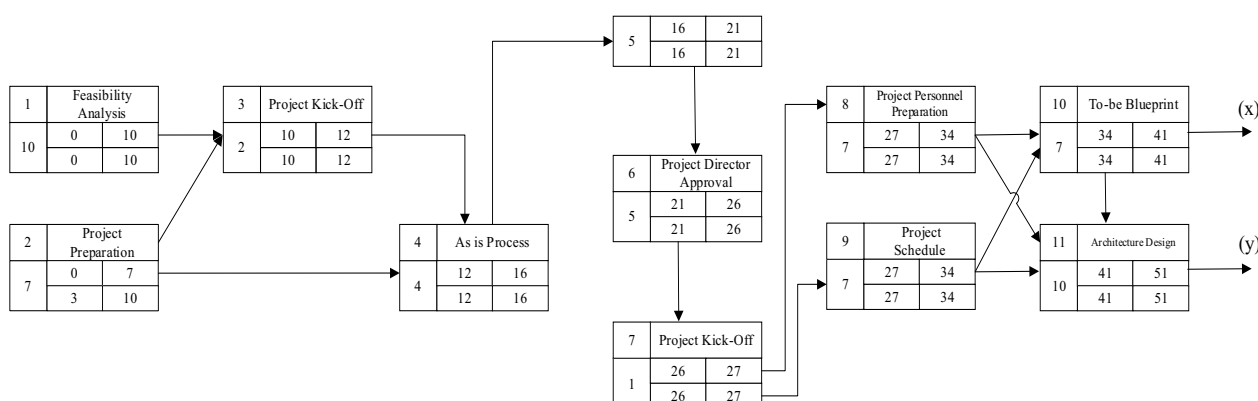 1
Feasibility
Analysis
10
0 10
0 10
2
Project
Preparation
7
0 7
3 10
3
Project Kick-Off
2
10 12
10 12
4
As is Process
4
12 16
12 16
5
16 21
16 21
6
Project Director
Approval
5
21 26
21 26
7
Project Kick-Off
1
26 27
26 27
8
Project Personnel
Preparation
7
27 34
27 34
9
Project
Schedule
7
27 34
27 34
10
To-be Blueprint
7
34 41
34 41
11
Architecture Design
10
41 51
41 51
(x)
(y)